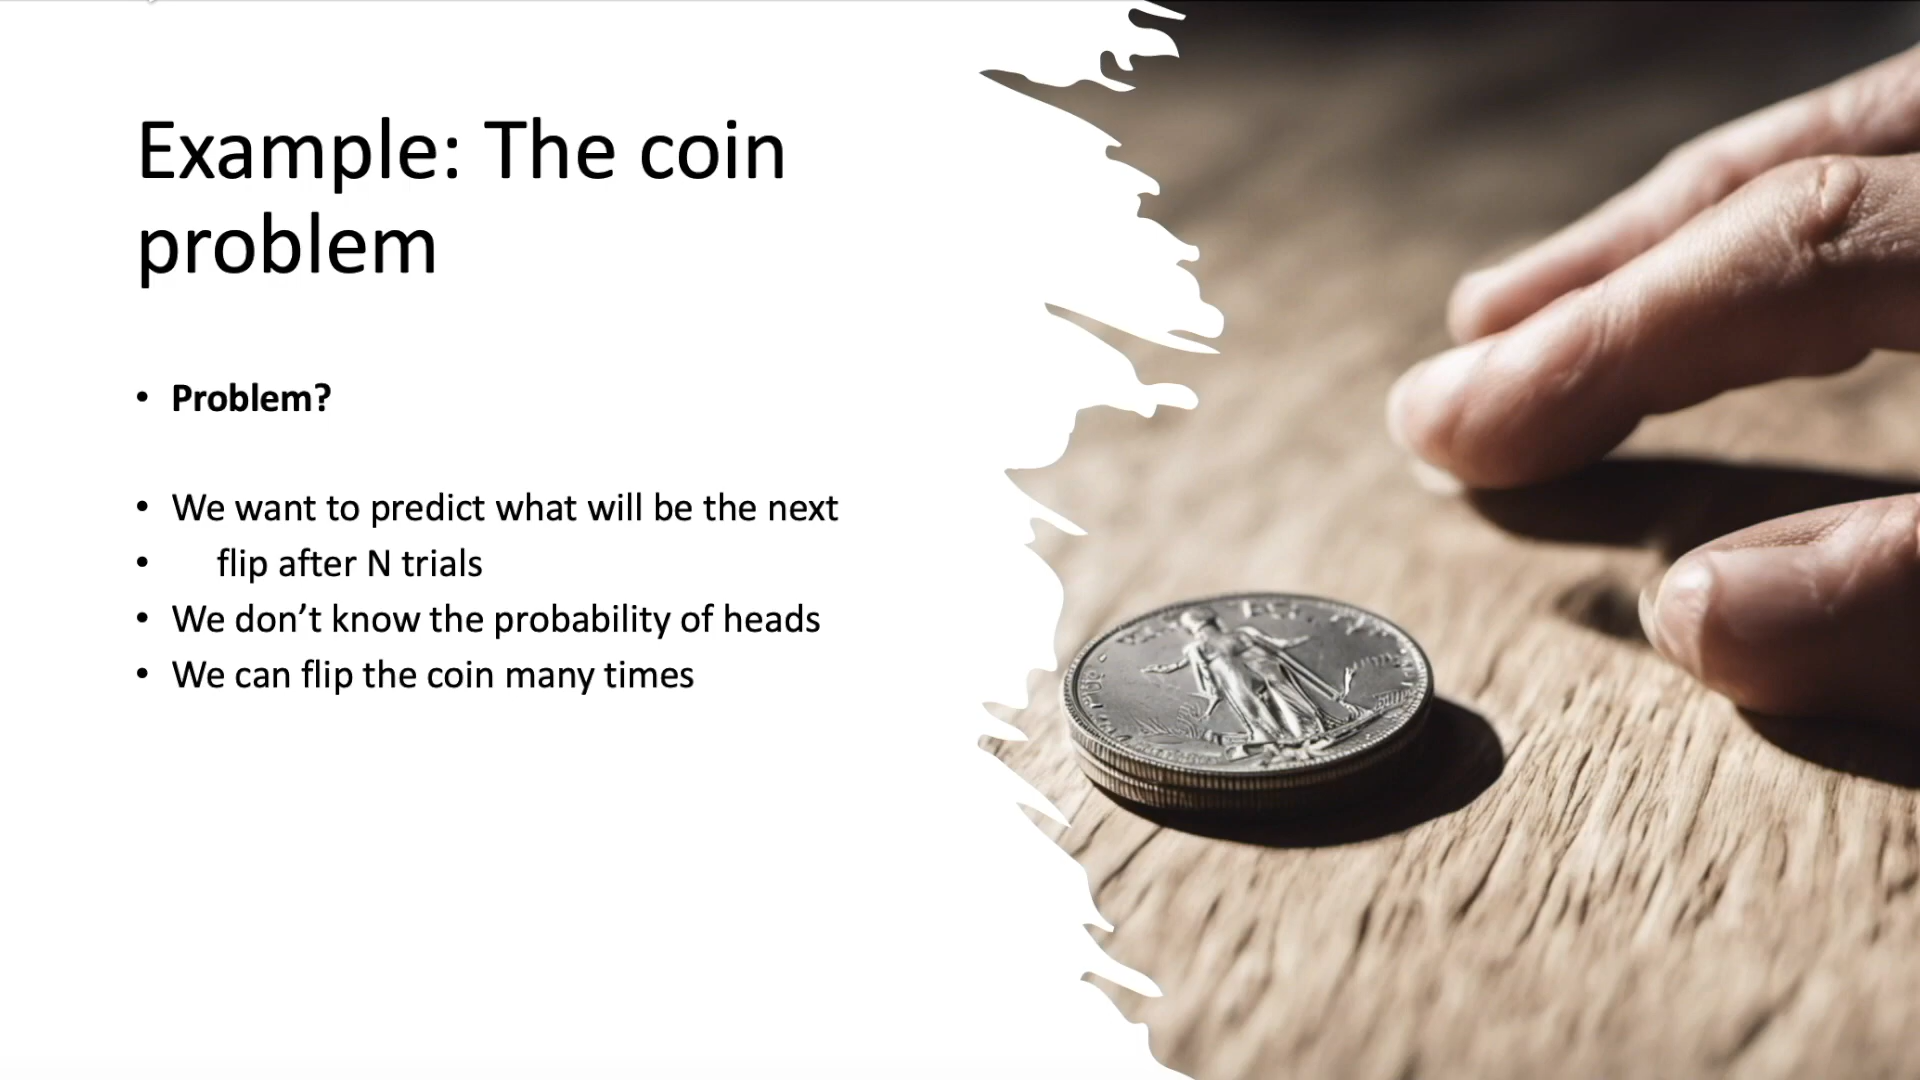 Example: The coin
problem
• Problem?
• We want to predict what will be the next
• flip after N trials
• We don’t know the probability of heads
• We can flip the coin many times